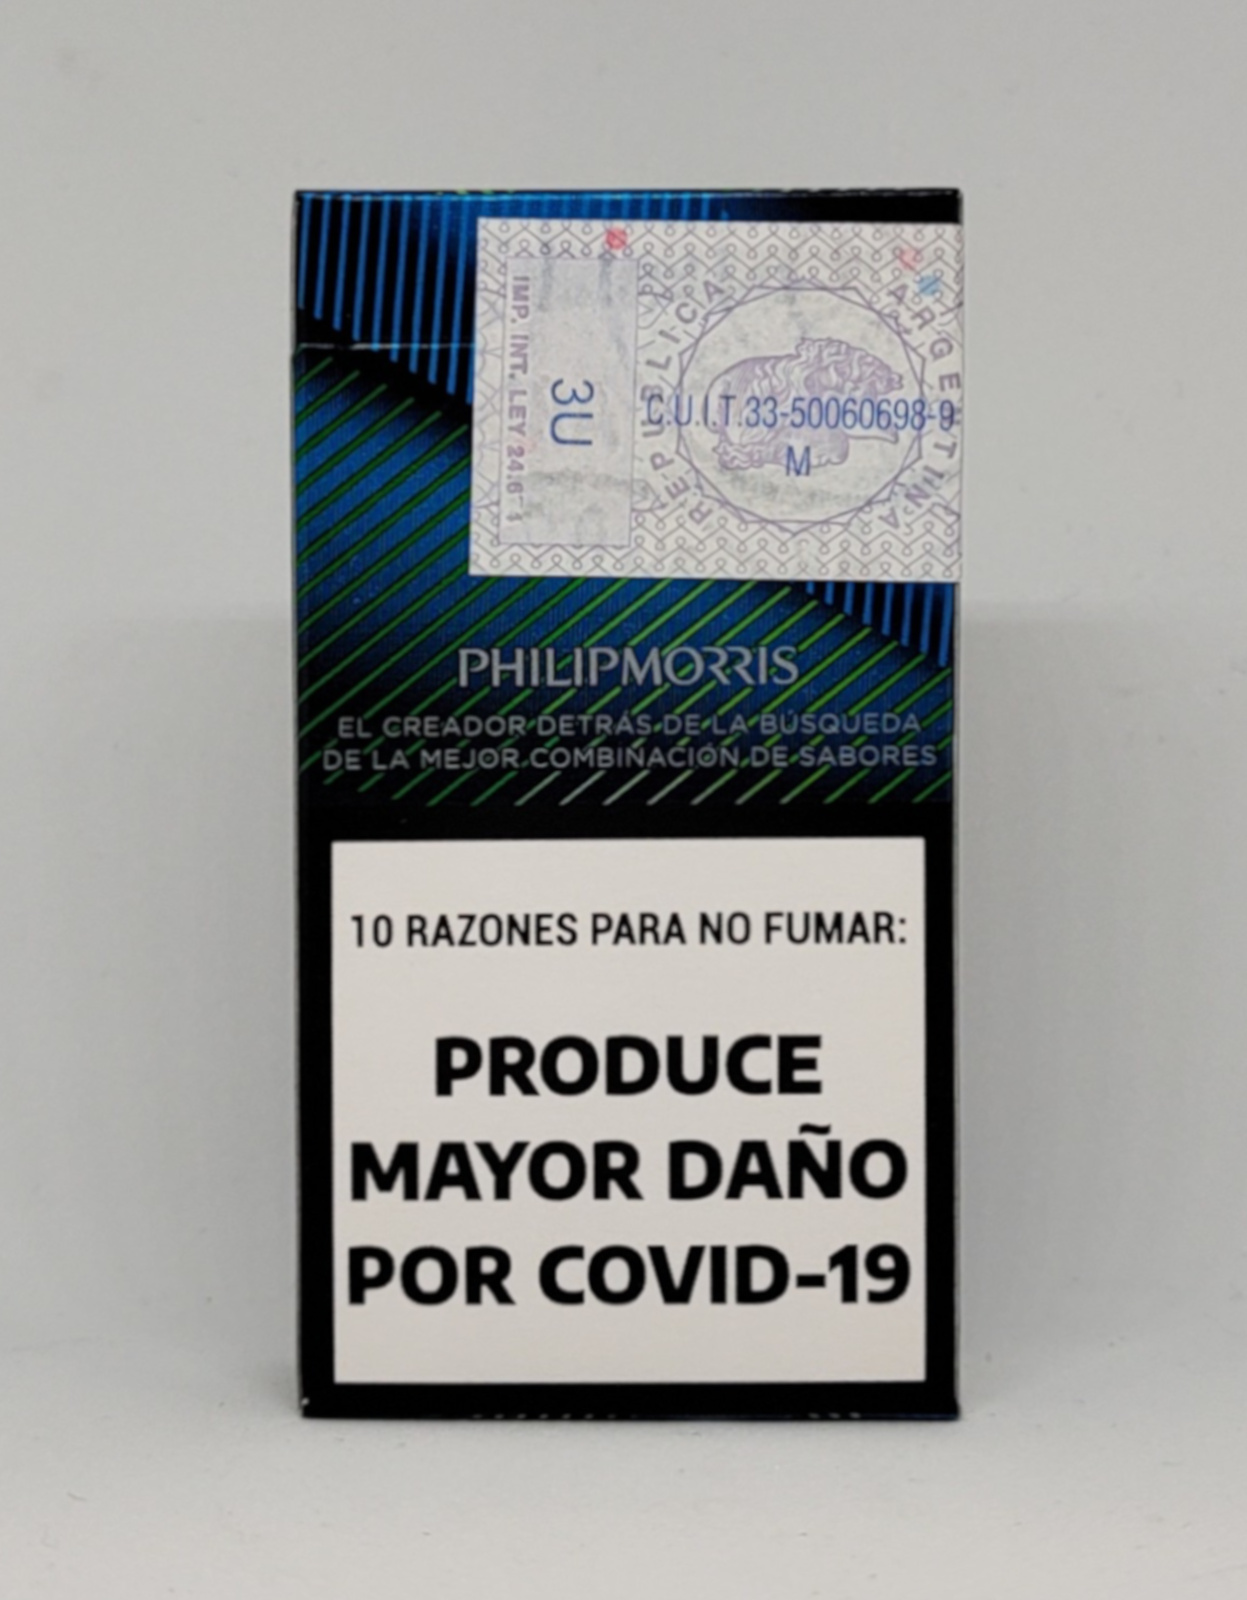 REPUBLICA ARGENTINA
IMP. INT. LEY
3U
C.U.I.T.33-50060698-9
M
PHILIPMORRIS
EL CREADOR DETRÁS DE LA BÚSQUEDA
DE LA MEJOR COMBINACIÓN DE SABORES
10 RAZONES PARA NO FUMAR:
PRODUCE
MAYOR DAÑO
POR COVID-19